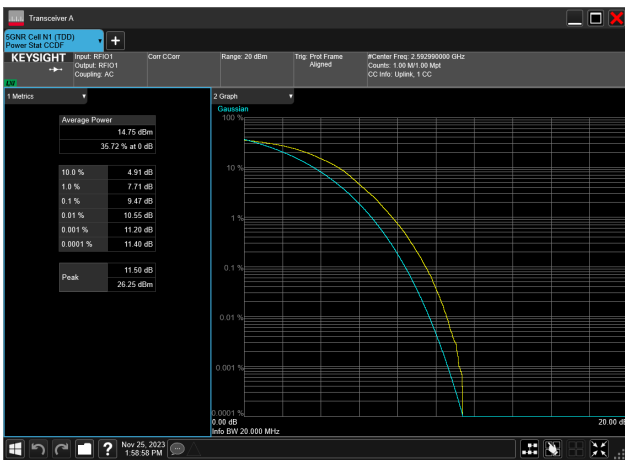 Transceiver A
5GNR Cell N1 (TDD)
Power Stat CCDF
KEYSIGHT
Input: RFIO1
Output: RFIO1
Coupling: AC
Corr CCorr
Range: 20 dBm
Trig: Prot Frame
Aligned
#Center Freq: 2.592990000 GHz
Counts: 1.00 M/1.00 Mpt
CC Info: Uplink, 1 CC
1 Metrics
Average Power
14.75 dBm
35.72 % at 0 dB
10.0 % 4.91 dB
1.0 % 7.71 dB
0.1 % 9.47 dB
0.01 % 10.55 dB
0.001 % 11.20 dB
0.0001 % 11.40 dB
Peak 11.50 dB
26.25 dBm
2 Graph
Gaussian
100 %
10 %
1 %
0.1 %
0.01 %
0.001 %
0.0001 %
0.00 dB 20.00 dB
Info BW 20.000 MHz
Nov 25, 2023
1:58:58 PM